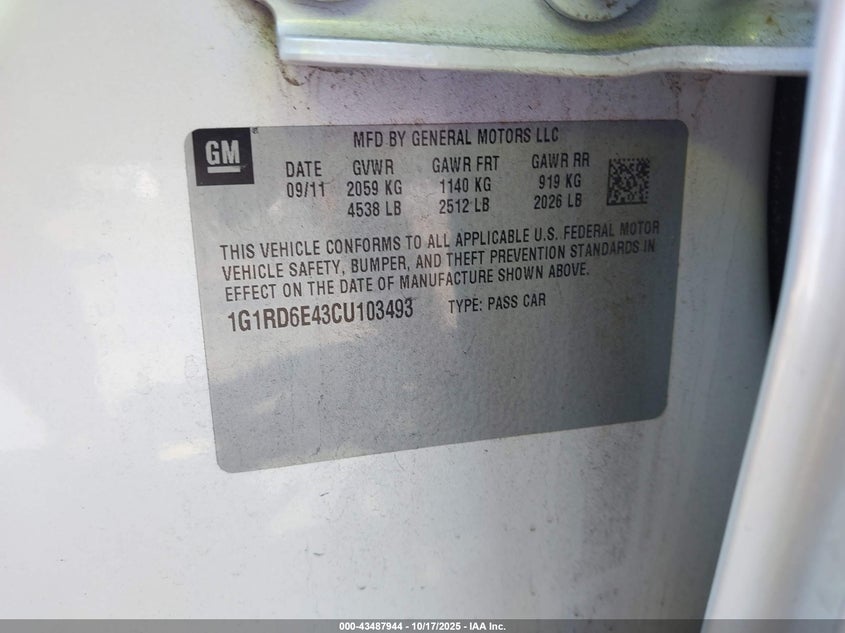 GM
MFD BY GENERAL MOTORS LLC
DATE GVWR GAWR FRT GAWR RR
09/11 2059 KG 1140 KG 919 KG
4538 LB 2512 LB 2026 LB
THIS VEHICLE CONFORMS TO ALL APPLICABLE U.S. FEDERAL MOTOR
VEHICLE SAFETY, BUMPER, AND THEFT PREVENTION STANDARDS IN
EFFECT ON THE DATE OF MANUFACTURE SHOWN ABOVE.
1G1RD6E43CU103493 TYPE: PASS CAR
000-43487944 - 10/17/2025 - IAA Inc.